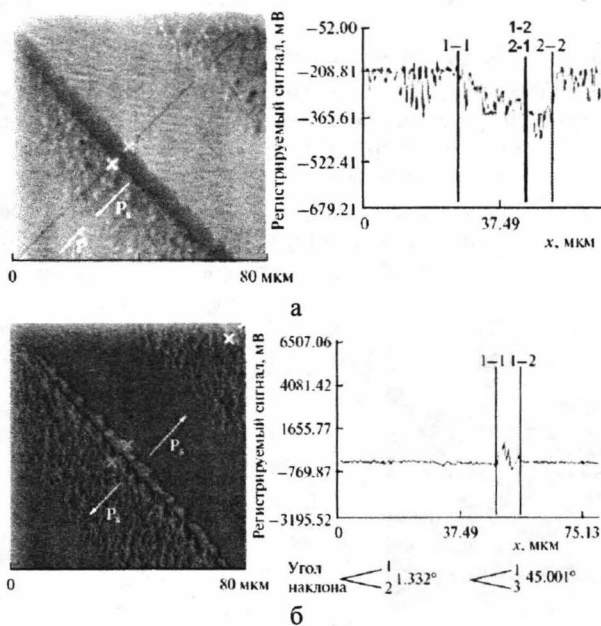 P_s
0
80 мкм
Регистрируемый сигнал, мВ
−52.00
−208.81
−365.61
−522.41
−679.21
1−1
1-2
2-1
2−2
0
37.49
x, мкм
а
P_s
P_s
0
80 мкм
Регистрируемый сигнал, мВ
6507.06
4081.42
1655.77
−769.87
−3195.52
1−1
1−2
0
37.49
75.13
x, мкм
Угол
наклона
1
2
1.332°
1
3
45.001°
б